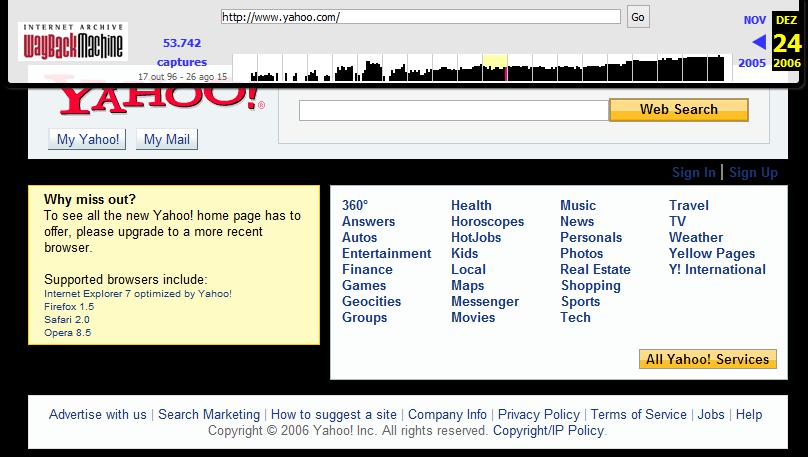 http://www.yahoo.com/ Go
INTERNET ARCHIVE
WayBackMachine
53.742
captures
17 out 96 - 26 ago 15
NOV DEZ
24
2005 2006
YAHOO!®
Web Search
My Yahoo! My Mail
Sign In | Sign Up
Why miss out?
To see all the new Yahoo! home page has to
offer, please upgrade to a more recent
browser.
Supported browsers include:
Internet Explorer 7 optimized by Yahoo!
Firefox 1.5
Safari 2.0
Opera 8.5
360° Health Music Travel
Answers Horoscopes News TV
Autos HotJobs Personals Weather
Entertainment Kids Photos Yellow Pages
Finance Local Real Estate Y! International
Games Maps Shopping
Geocities Messenger Sports
Groups Movies Tech
All Yahoo! Services
Advertise with us | Search Marketing | How to suggest a site | Company Info | Privacy Policy | Terms of Service | Jobs | Help
Copyright © 2006 Yahoo! Inc. All rights reserved. Copyright/IP Policy.